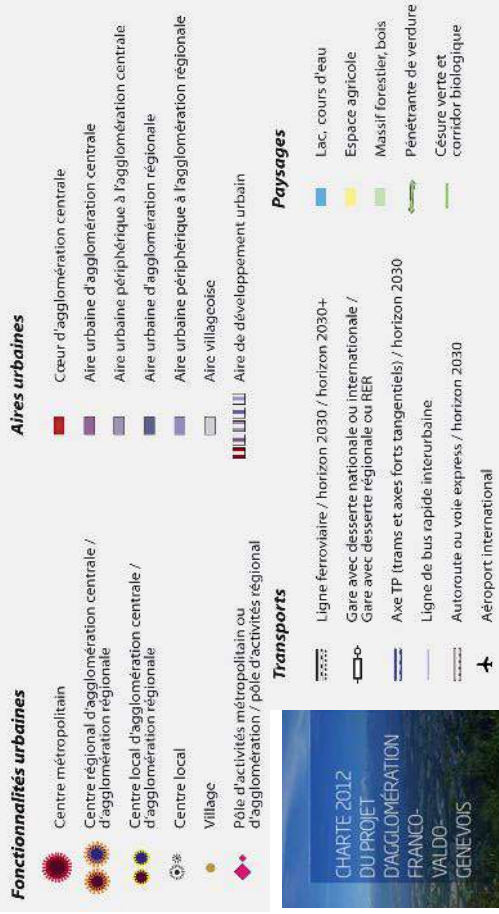 Fonctionnalités urbaines
Centre métropolitain
Centre régional d'agglomération centrale /
d'agglomération régionale
Centre local d'agglomération centrale /
d'agglomération régionale
Centre local
Village
Pôle d'activités métropolitain ou
d'agglomération / pôle d'activités régional
Aires urbaines
Cœur d'agglomération centrale
Aire urbaine d'agglomération centrale
Aire urbaine périphérique à l'agglomération centrale
Aire urbaine d'agglomération régionale
Aire urbaine périphérique à l'agglomération régionale
Aire villageoise
Aire de développement urbain
Transports
Ligne ferroviaire / horizon 2030 / horizon 2030+
Gare avec desserte nationale ou internationale /
Gare avec desserte régionale ou RER
Axe TP (trams et axes forts tangentiels) / horizon 2030
Ligne de bus rapide interurbaine
Autoroute ou voie express / horizon 2030
Aéroport international
Paysages
Lac, cours d'eau
Espace agricole
Massif forestier, bois
Pénétrante de verdure
Césure verte et
corridor biologique
CHARTE 2012
DU PROJET
D'AGGLOMÉRATION
FRANCO-
VALDO-
GENEVOIS